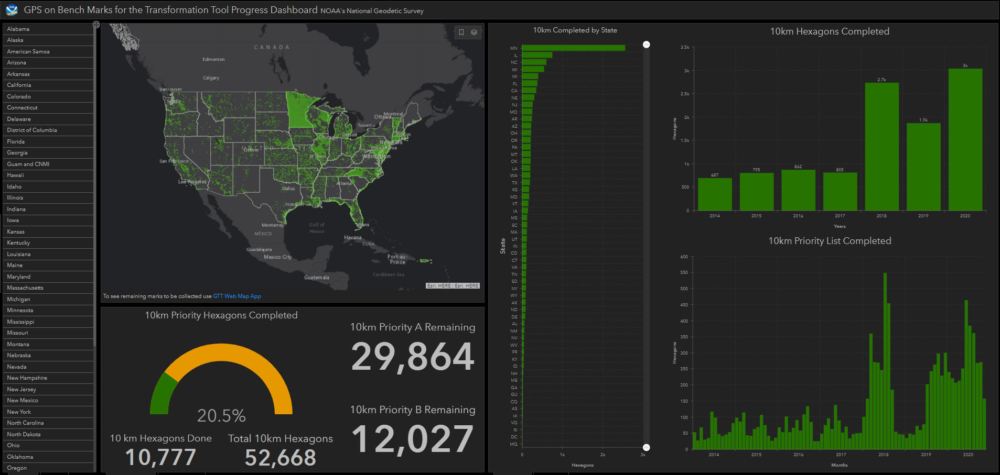 GPS on Bench Marks for the Transformation Tool Progress Dashboard NOAA's National Geodetic Survey
Alabama
Alaska
American Samoa
Arizona
Arkansas
California
Colorado
Connecticut
Delaware
District of Columbia
Florida
Georgia
Guam and CNMI
Hawaii
Idaho
Illinois
Indiana
Iowa
Kansas
Kentucky
Louisiana
Maine
Maryland
Massachusetts
Michigan
Minnesota
Mississippi
Missouri
Montana
Nebraska
Nevada
New Hampshire
New Jersey
New Mexico
New York
North Carolina
North Dakota
Ohio
Oklahoma
Oregon
CANADA
Edmonton
Calgary
Vancouver
Seattle
Montreal
Ottawa
Toronto
Boston
Detroit
Chicago
New York
Philadelphia
UNITED STATES
Denver
St Louis
Washington
San Francisco
Los Angeles
Atlanta
Dallas
Houston
Monterrey
Gulf of
Mexico
Miami
MÉXICO
Havana
CUBA
Guadalajara
Mexico City
Port-au-
Prince
Caribbean Sea
Guatemala
Esri, HERE | Esri, HERE
To see remaining marks to be collected use GTT Web Map App
10km Priority Hexagons Completed
20.5%
10 km Hexagons Done
10,777
Total 10km Hexagons
52,668
10km Priority A Remaining
29,864
10km Priority B Remaining
12,027
10km Completed by State
State
MN
IL
NC
WI
MI
FL
CA
NE
NJ
MO
AR
AZ
OH
OR
PA
MT
OK
LA
WA
TX
KS
MD
VT
IA
MS
SC
MA
UT
IN
CO
CT
VA
TN
SD
NY
WY
AK
ND
DE
AL
NM
NV
WV
PR
KY
ID
NH
ME
GA
GU
CQ
AS
HI
VQ
RI
DC
MQ
0 1k 2k 3k
Hexagons
10km Hexagons Completed
Hexagons
3.5k
3k
2.5k
2k
1.5k
1k
500
0
687
795
862
805
2.7k
1.9k
3k
2014 2015 2016 2017 2018 2019 2020
Years
10km Priority List Completed
Hexagons
600
550
500
450
400
350
300
250
200
150
100
50
0
2014 2015 2016 2017 2018 2019 2020
Months